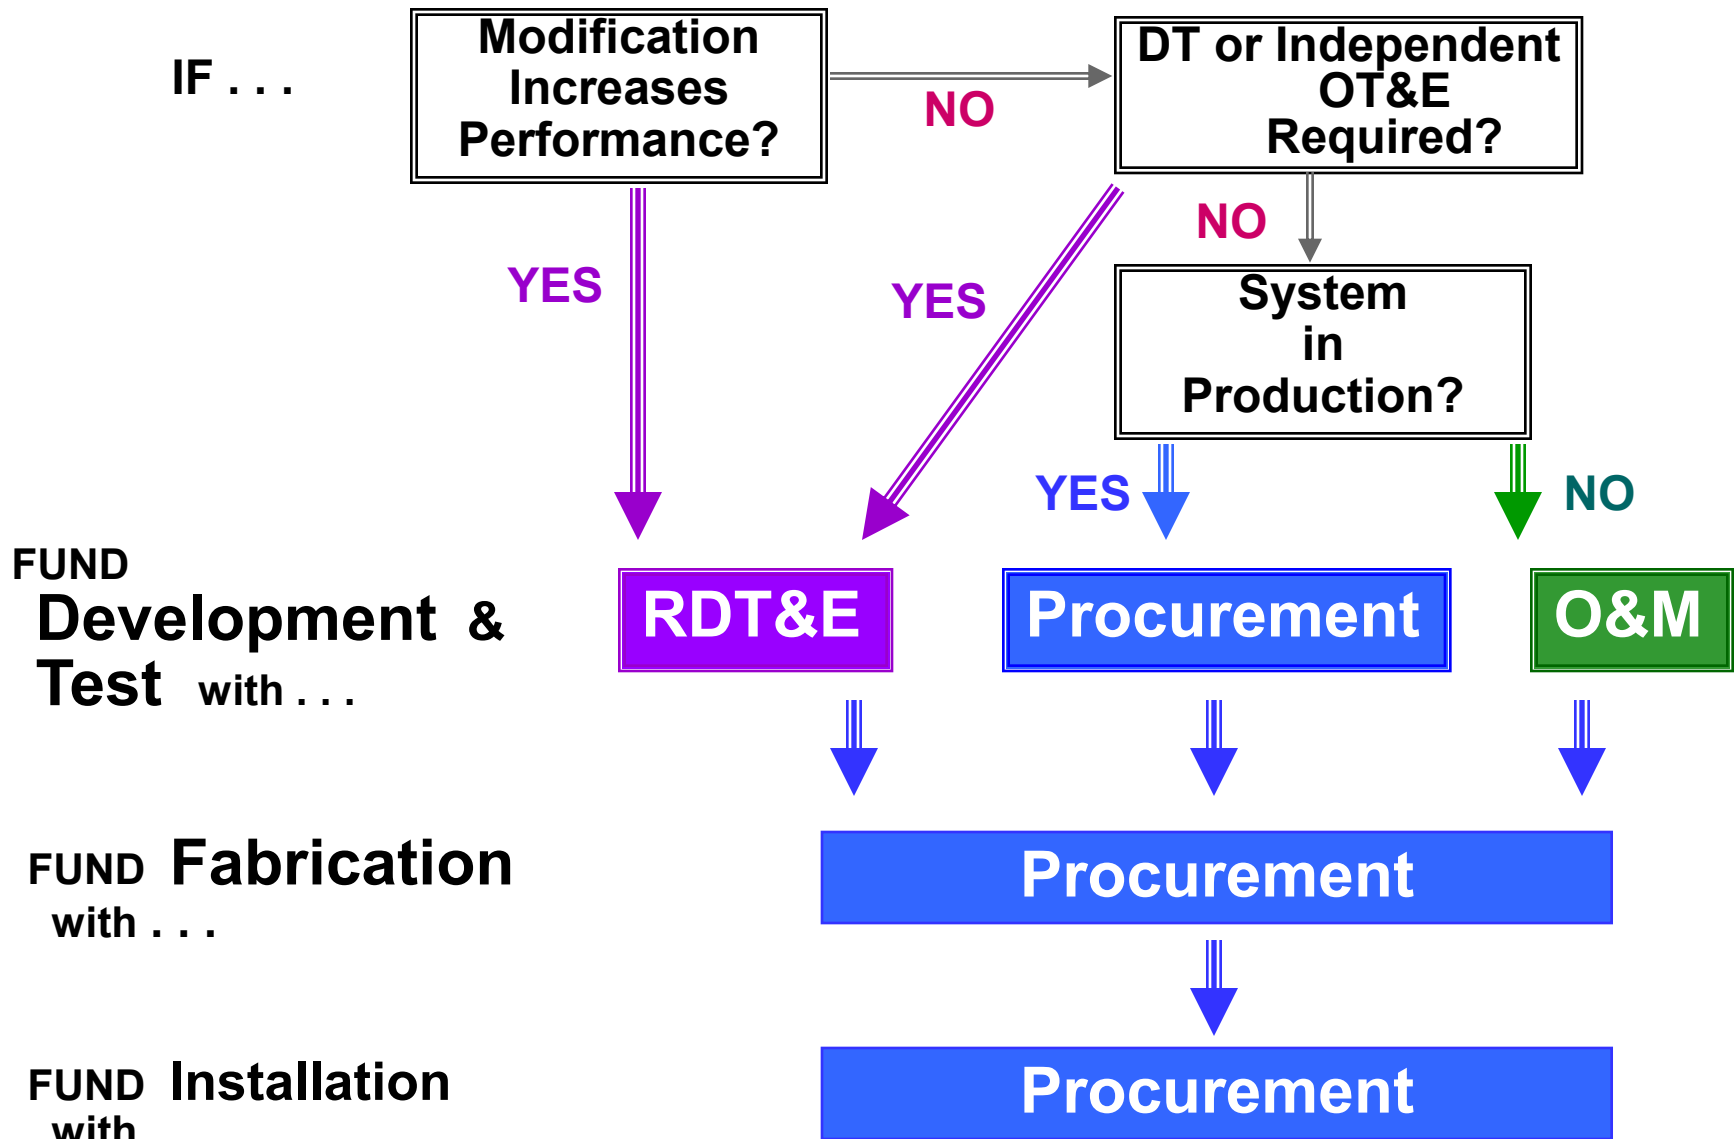 IF . . .
Modification
Increases
Performance?
NO
DT or Independent
OT&E
Required?
YES
YES
NO
System
in
Production?
YES
NO
FUND
Development &
Test with . . .
RDT&E
Procurement
O&M
FUND Fabrication
with . . .
Procurement
FUND Installation
with
Procurement